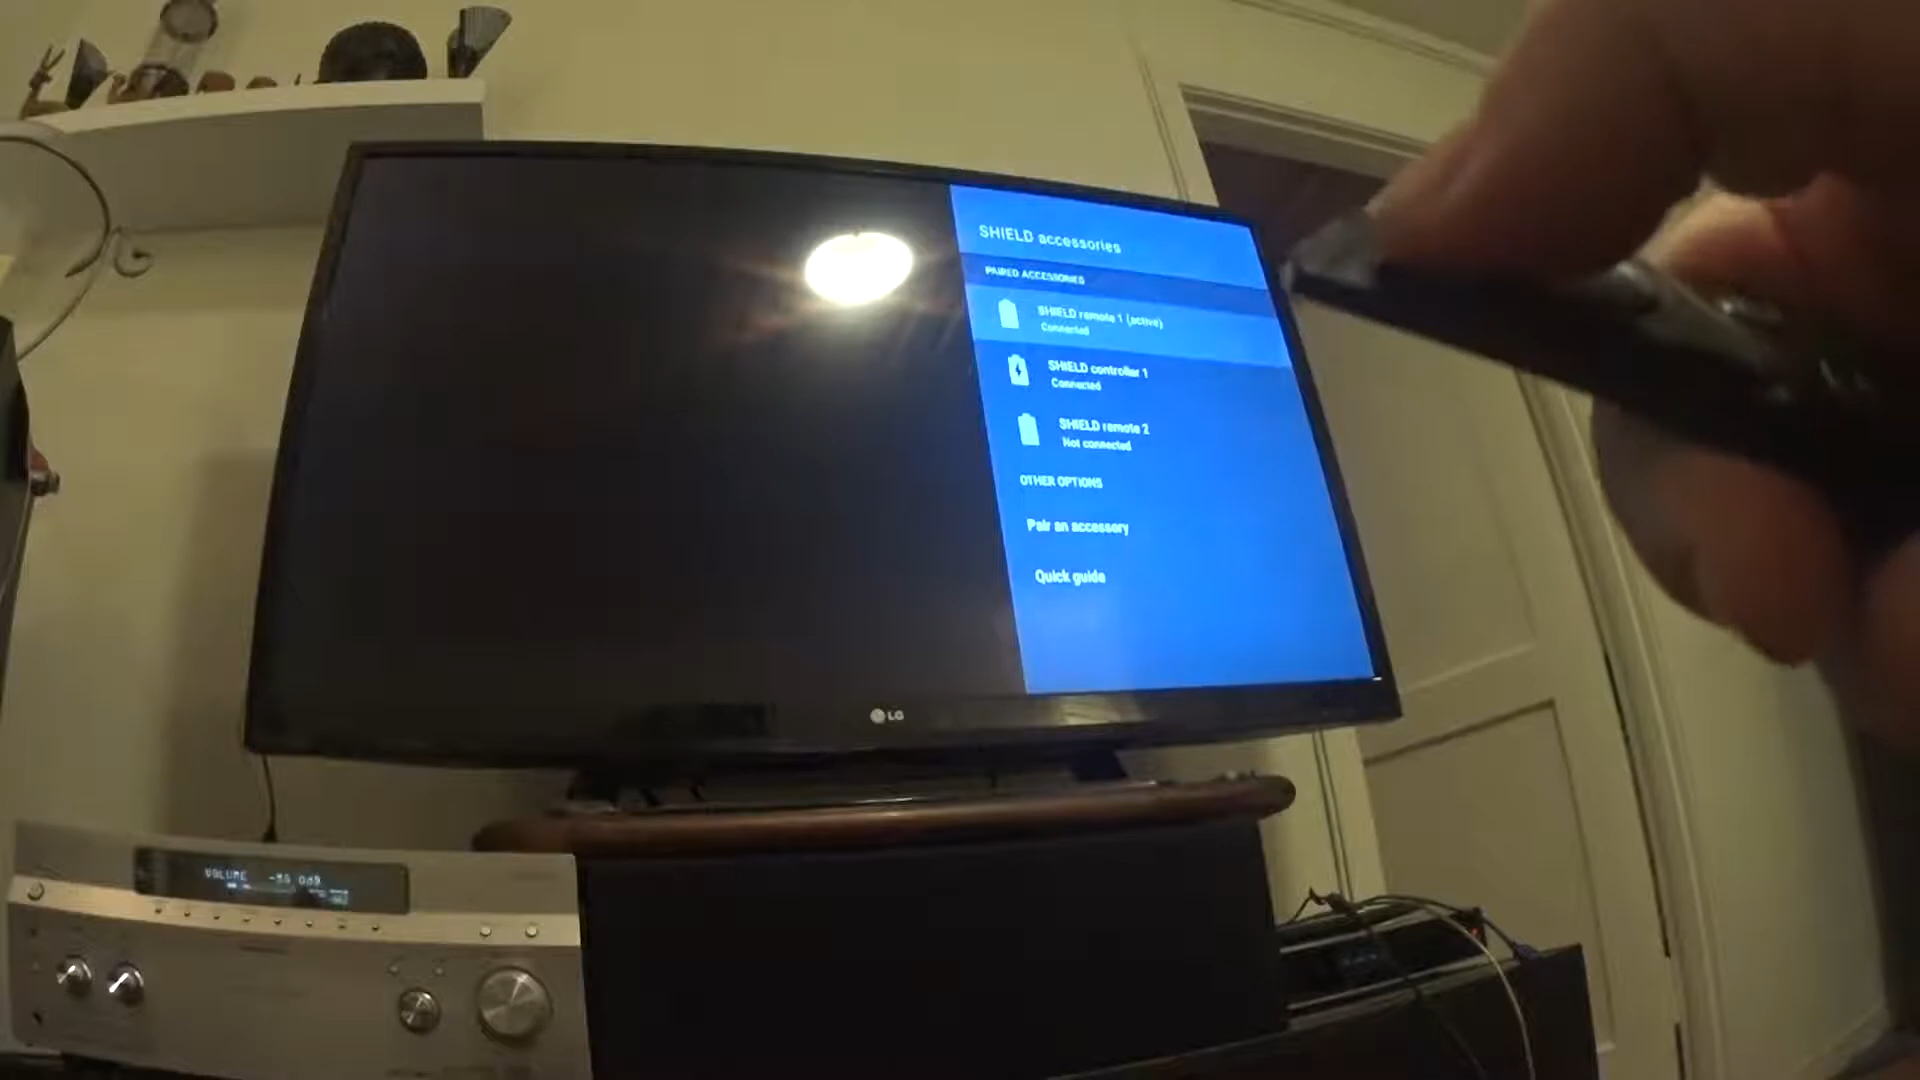 SHIELD accessories
PAIRED ACCESSORIES
SHIELD remote 1 (active)
Connected
SHIELD controller 1
Connected
SHIELD remote 2
Not connected
OTHER OPTIONS
Pair an accessory
Quick guide
LG
VOLUME